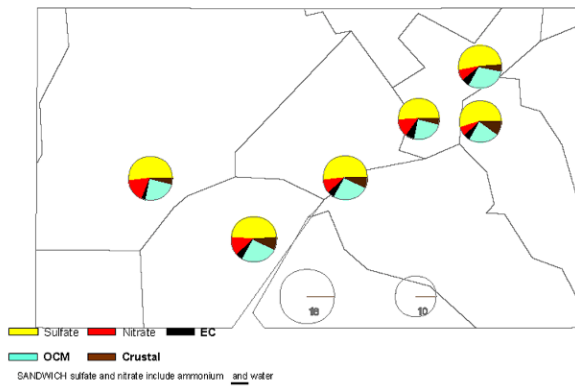 18 10
Sulfate Nitrate EC
OCM Crustal
SANDWICH sulfate and nitrate include ammonium and water